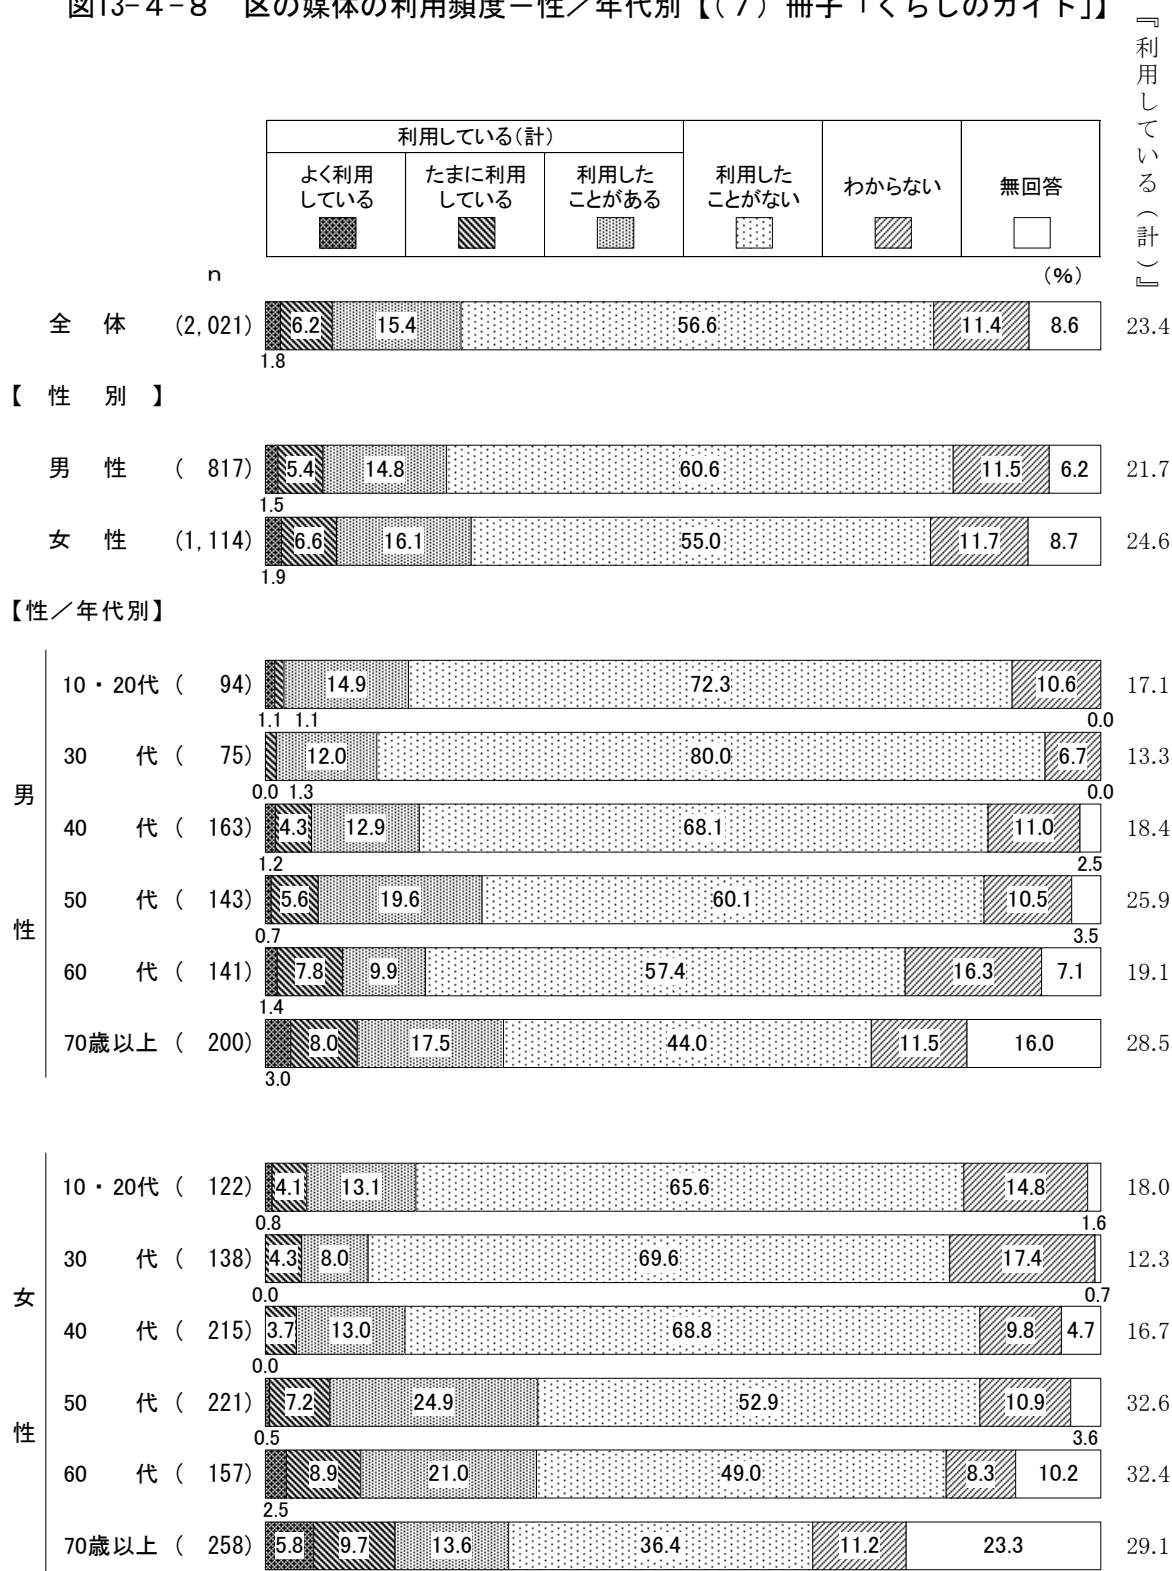 図13-4-8 区の媒体の利用頻度－性／年代別【(7) 冊子「くらしのガイド」】
『利用している（計）』
利用している(計)
よく利用している
たまに利用している
利用したことがある
利用したことがない
わからない
無回答
n
(%)
全 体 (2,021) 6.2 15.4 56.6 11.4 8.6 23.4
1.8
【 性 別 】
男 性 ( 817) 5.4 14.8 60.6 11.5 6.2 21.7
1.5
女 性 (1,114) 6.6 16.1 55.0 11.7 8.7 24.6
1.9
【性／年代別】
男性
10・20代 ( 94) 14.9 72.3 10.6 17.1
1.1 1.1 0.0
30 代 ( 75) 12.0 80.0 6.7 13.3
0.0 1.3 0.0
40 代 ( 163) 4.3 12.9 68.1 11.0 18.4
1.2 2.5
50 代 ( 143) 5.6 19.6 60.1 10.5 25.9
0.7 3.5
60 代 ( 141) 7.8 9.9 57.4 16.3 7.1 19.1
1.4
70歳以上 ( 200) 8.0 17.5 44.0 11.5 16.0 28.5
3.0
女性
10・20代 ( 122) 4.1 13.1 65.6 14.8 18.0
0.8 1.6
30 代 ( 138) 4.3 8.0 69.6 17.4 12.3
0.0 0.7
40 代 ( 215) 3.7 13.0 68.8 9.8 4.7 16.7
0.0
50 代 ( 221) 7.2 24.9 52.9 10.9 32.6
0.5 3.6
60 代 ( 157) 8.9 21.0 49.0 8.3 10.2 32.4
2.5
70歳以上 ( 258) 5.8 9.7 13.6 36.4 11.2 23.3 29.1